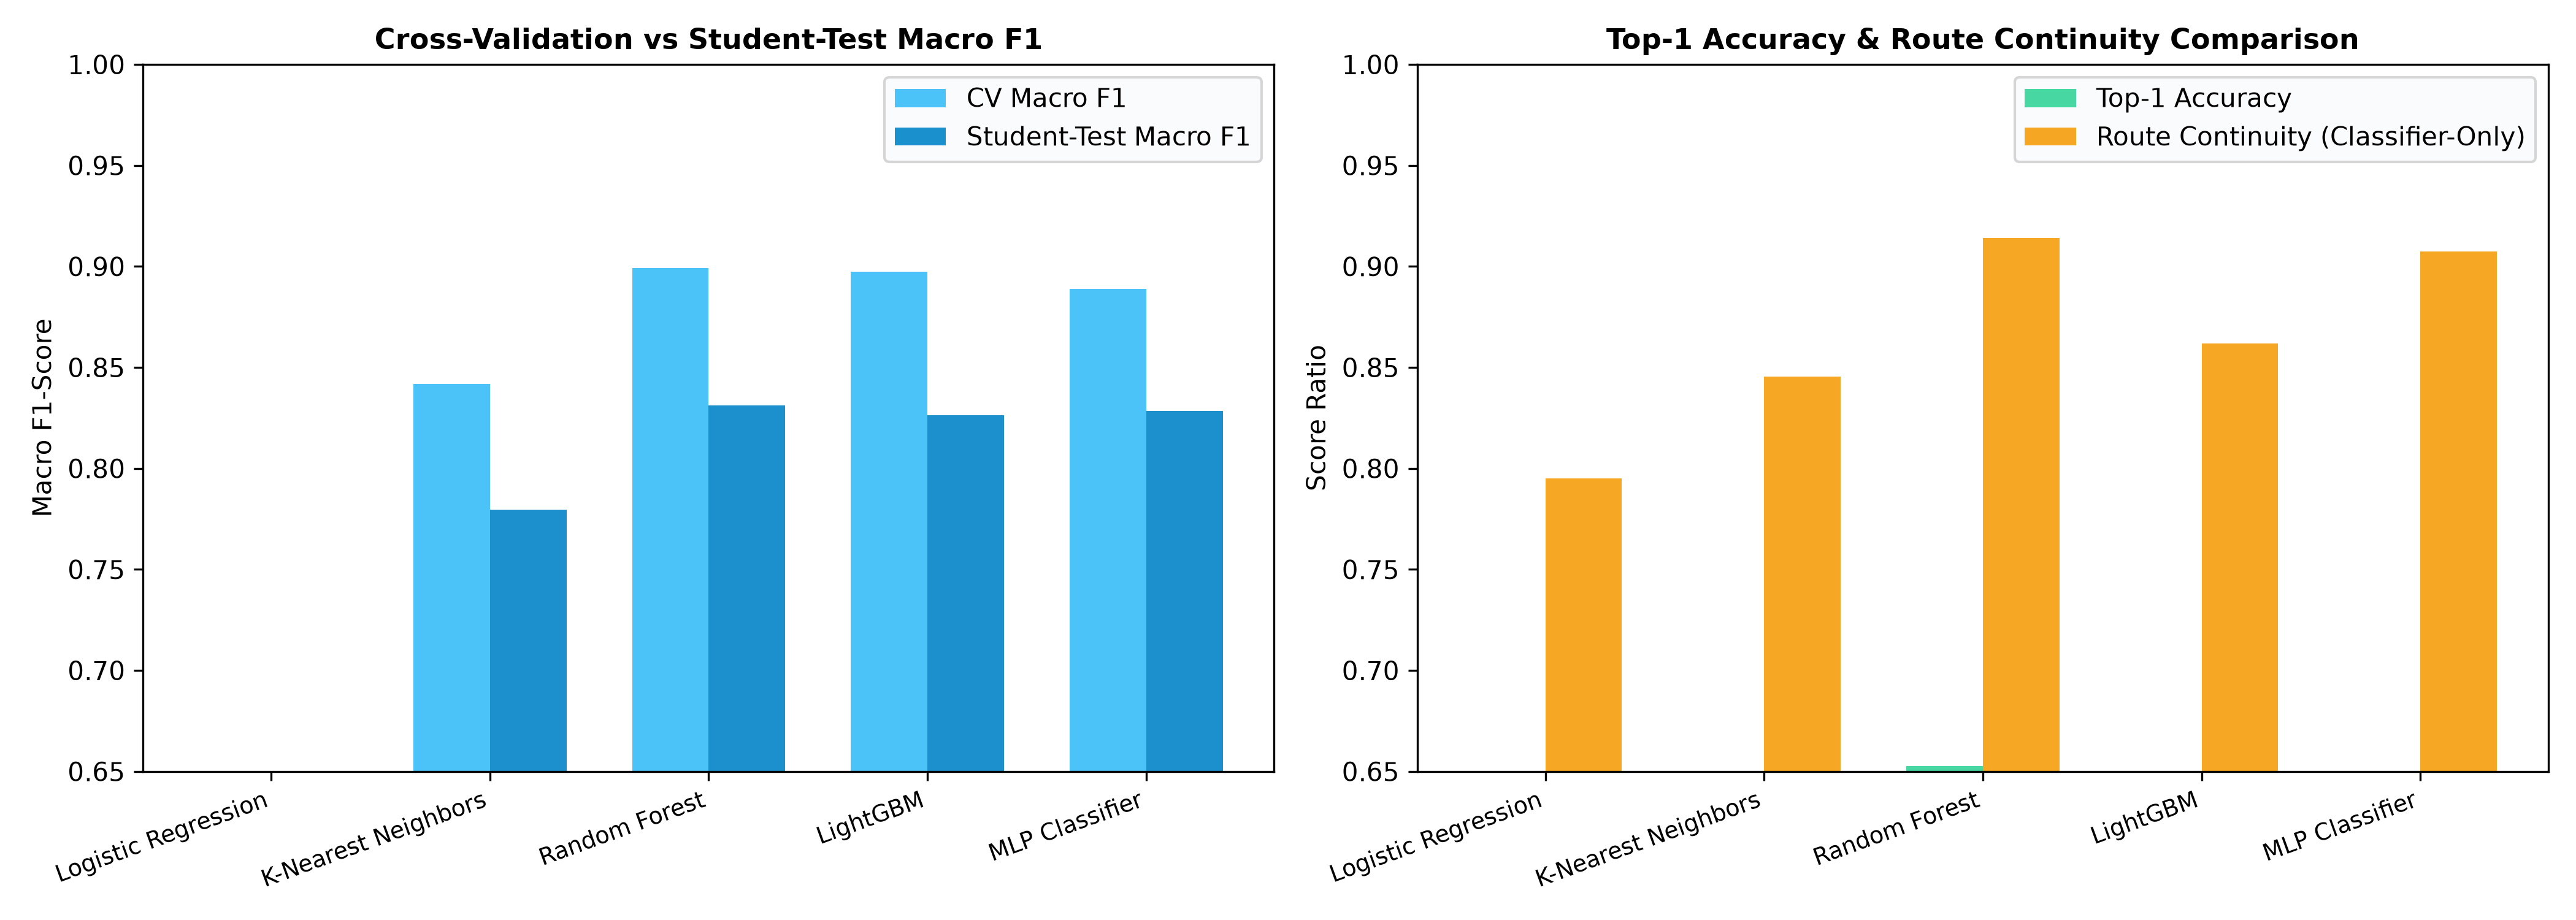 Cross-Validation vs Student-Test Macro F1
CV Macro F1
Student-Test Macro F1
Macro F1-Score
1.00
0.95
0.90
0.85
0.80
0.75
0.70
0.65
Logistic Regression
K-Nearest Neighbors
Random Forest
LightGBM
MLP Classifier
Top-1 Accuracy & Route Continuity Comparison
Top-1 Accuracy
Route Continuity (Classifier-Only)
Score Ratio
1.00
0.95
0.90
0.85
0.80
0.75
0.70
0.65
Logistic Regression
K-Nearest Neighbors
Random Forest
LightGBM
MLP Classifier